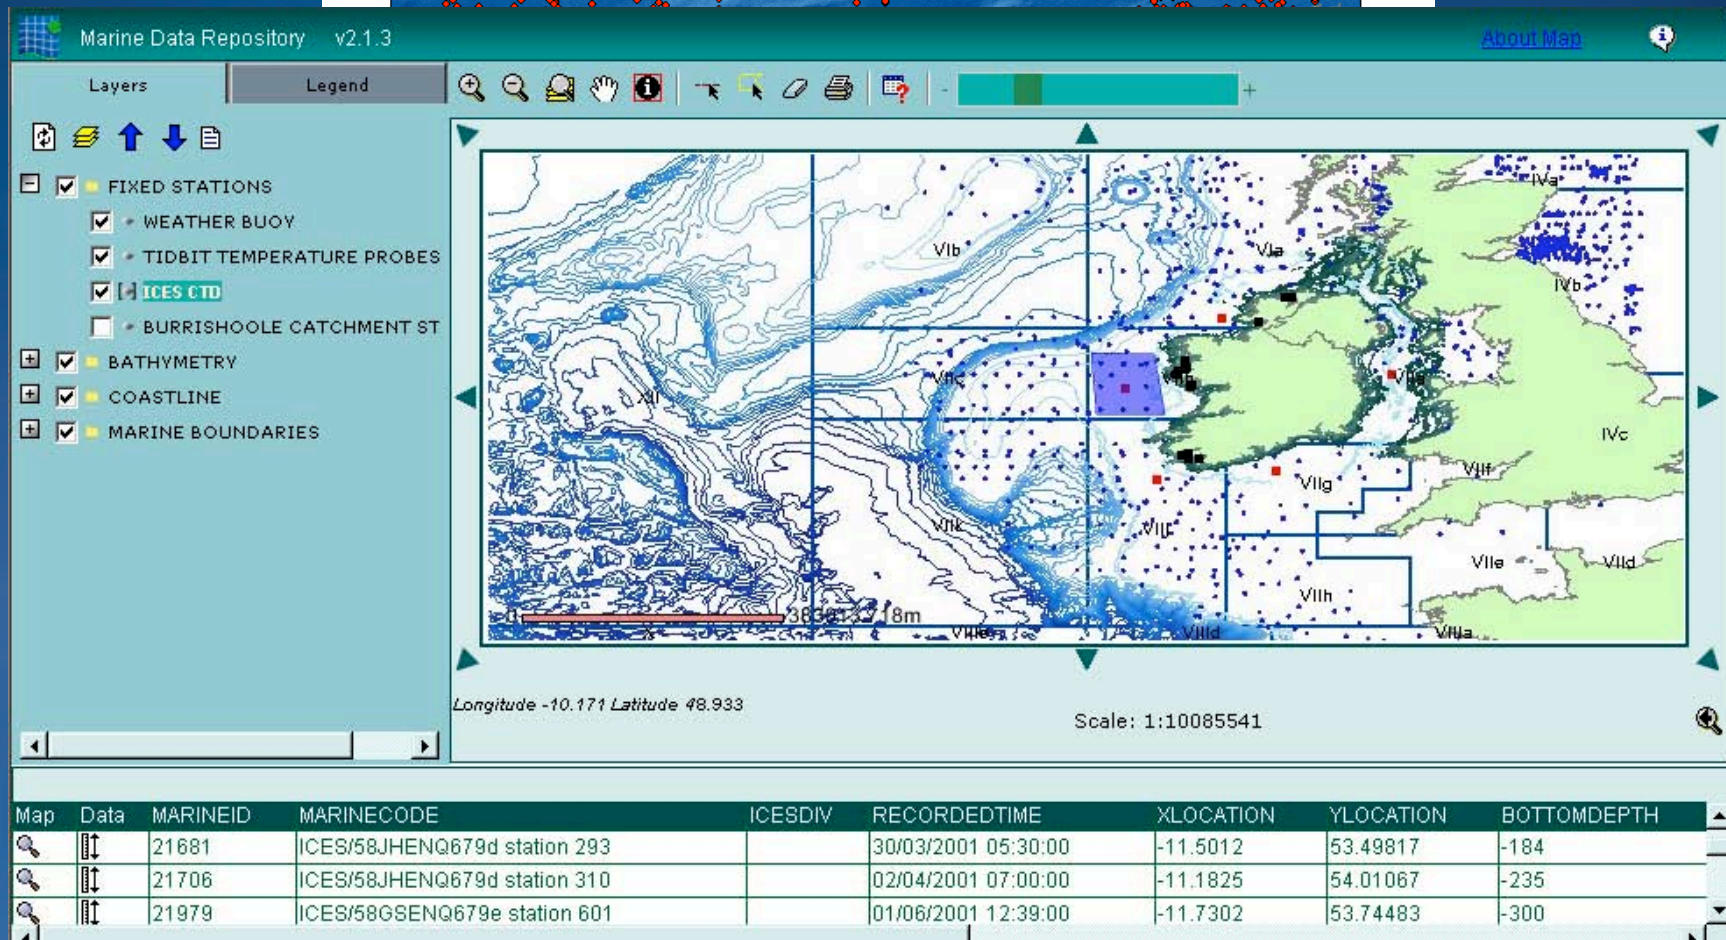 Marine Data Repository v2.1.3 About Map
Layers Legend
- +
FIXED STATIONS
WEATHER BUOY
TIDBIT TEMPERATURE PROBES
ICES CTD
BURRISHOOLE CATCHMENT ST
BATHYMETRY
COASTLINE
MARINE BOUNDARIES
IVa
VIb VIa
IVb
VIIc
XII
IVc
VIIf
VIIg
VIIk
VIIe VIId
VIIh
VIIIe VIIId VIIIa
Longitude -10.171 Latitude 48.933
Scale: 1:10085541
Map Data MARINEID MARINECODE ICESDIV RECORDEDTIME XLOCATION YLOCATION BOTTOMDEPTH
21681 ICES/58JHENQ679d station 293 30/03/2001 05:30:00 -11.5012 53.49817 -184
21706 ICES/58JHENQ679d station 310 02/04/2001 07:00:00 -11.1825 54.01067 -235
21979 ICES/58GSENQ679e station 601 01/06/2001 12:39:00 -11.7302 53.74483 -300